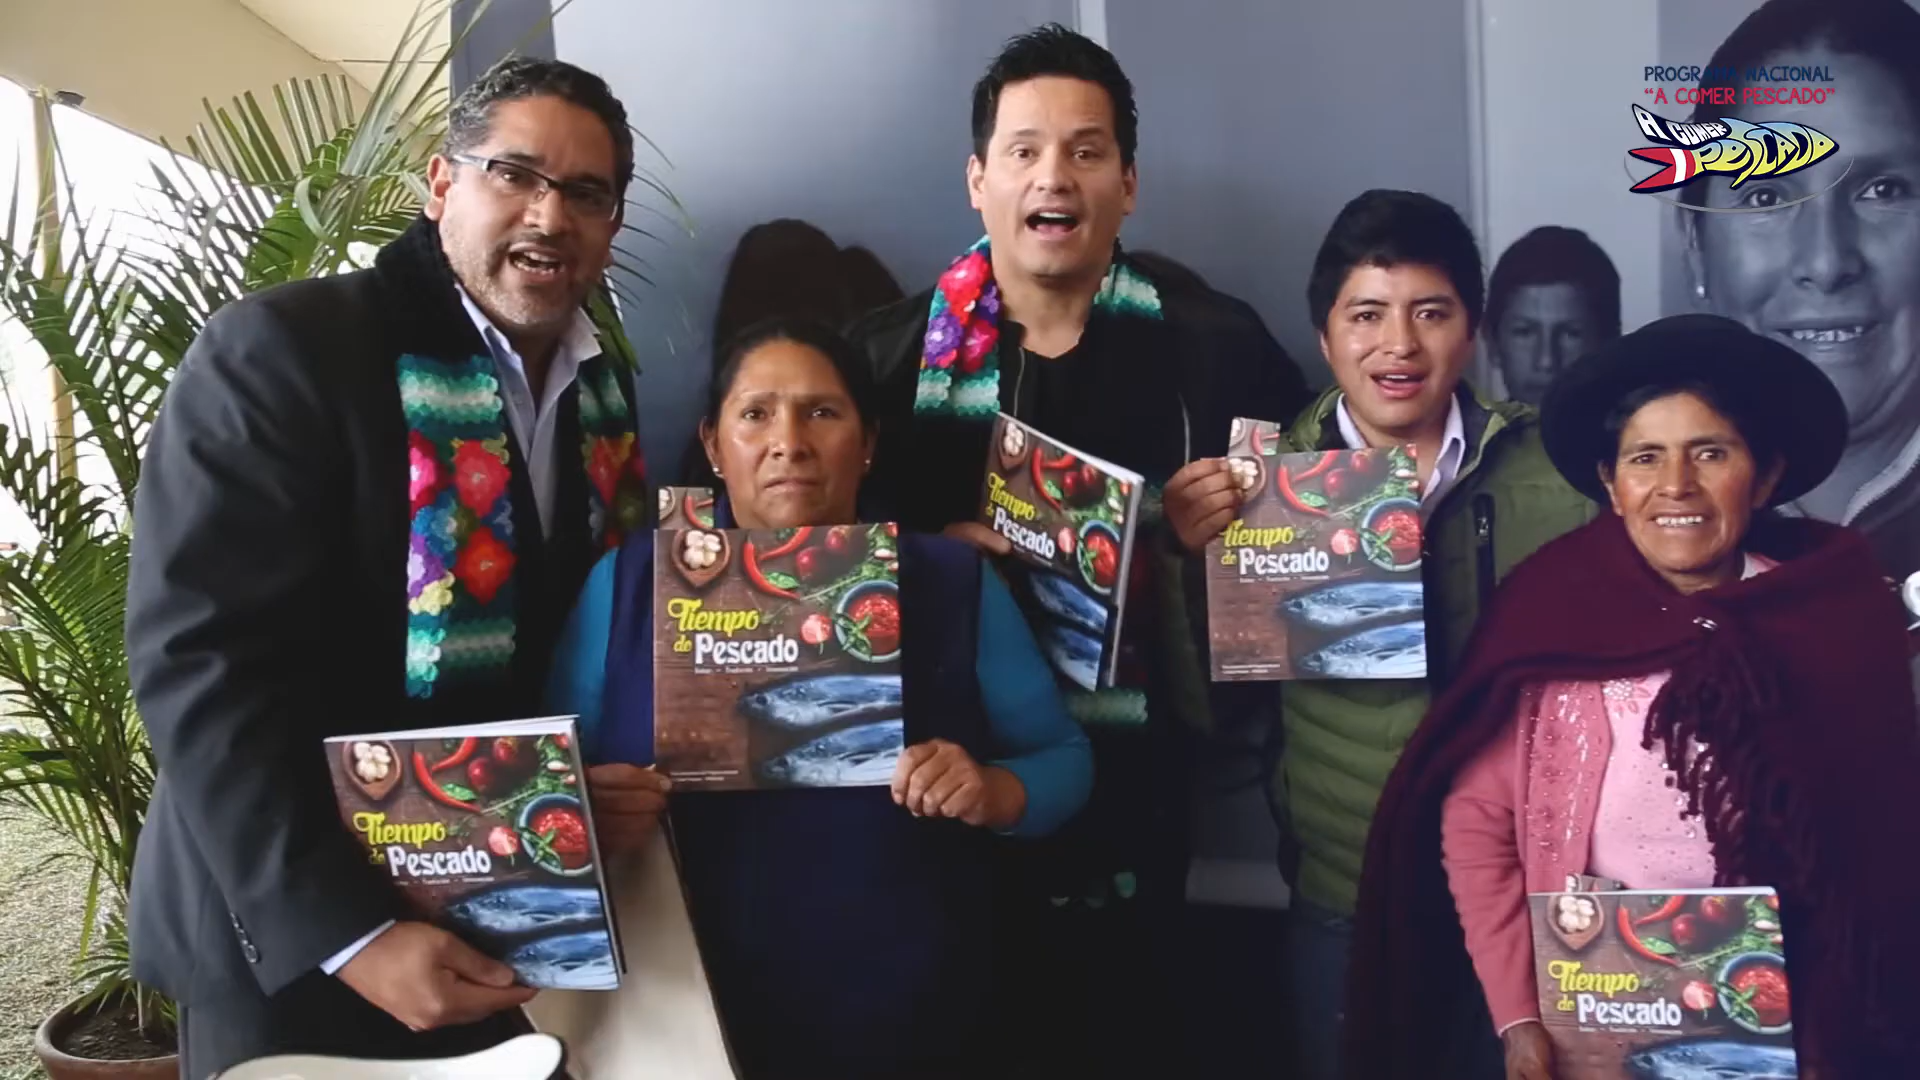 PROGRAMA NACIONAL
"A COMER PESCADO"
A COMER
PESCADO
Tiempo
de Pescado
Tiempo
de Pescado
Tiempo
de Pescado
Tiempo
de Pescado
Tiempo
de Pescado